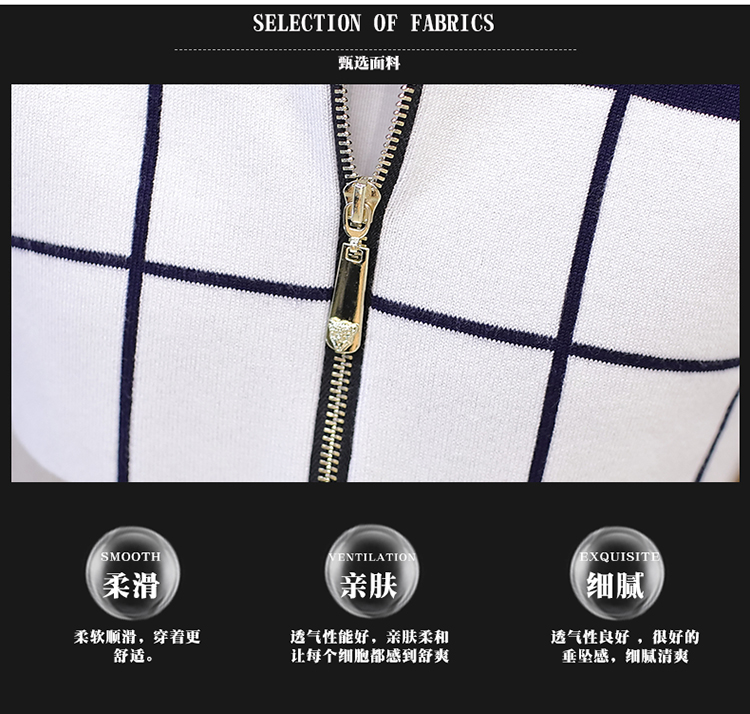 SELECTION OF FABRICS
甄选面料
SMOOTH
柔滑
柔软顺滑，穿着更
舒适。
VENTILATION
亲肤
透气性能好，亲肤柔和
让每个细胞都感到舒爽
EXQUISITE
细腻
透气性良好，很好的
垂坠感，细腻清爽